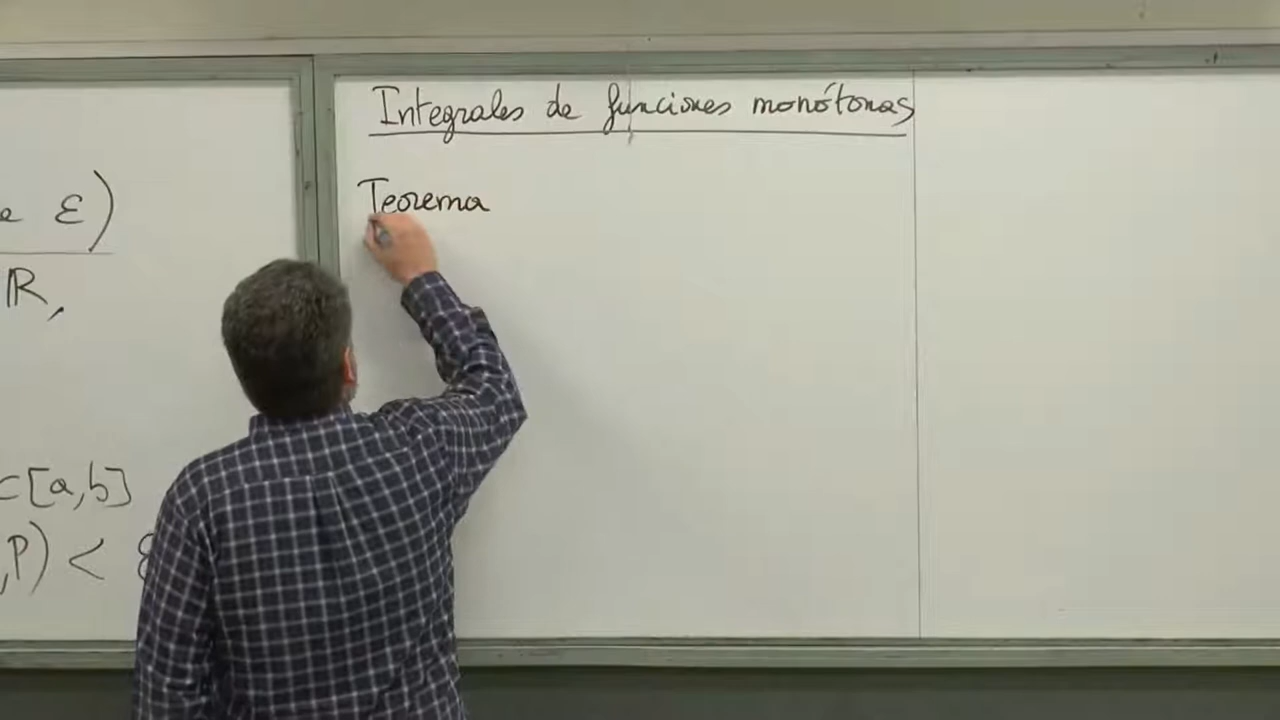 e ε)
ℝ,
c[a,b]
,P) <
Integrales de funciones monótonas
Teorema